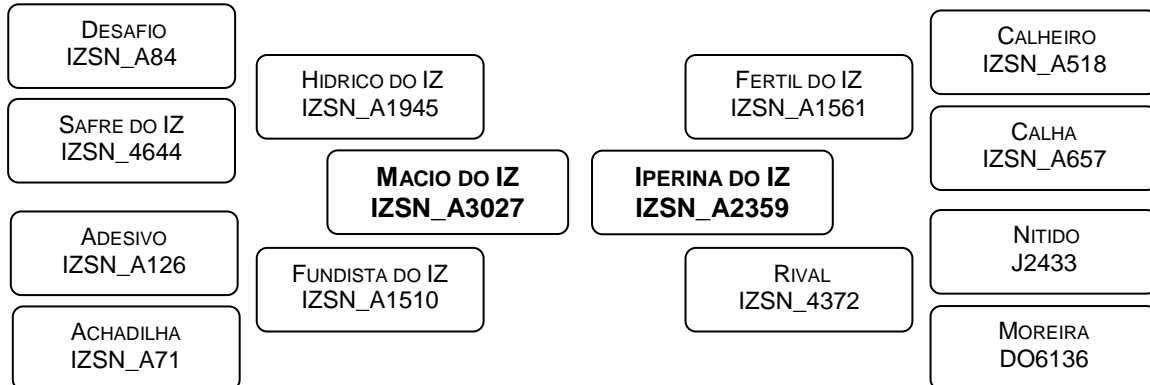 DESAFIO
IZSN_A84
SAFRE DO IZ
IZSN_4644
ADESIVO
IZSN_A126
ACHADILHA
IZSN_A71
HIDRICO DO IZ
IZSN_A1945
FUNDISTA DO IZ
IZSN_A1510
MACIO DO IZ
IZSN_A3027
IPERINA DO IZ
IZSN_A2359
FERTIL DO IZ
IZSN_A1561
RIVAL
IZSN_4372
CALHEIRO
IZSN_A518
CALHA
IZSN_A657
NITIDO
J2433
MOREIRA
DO6136